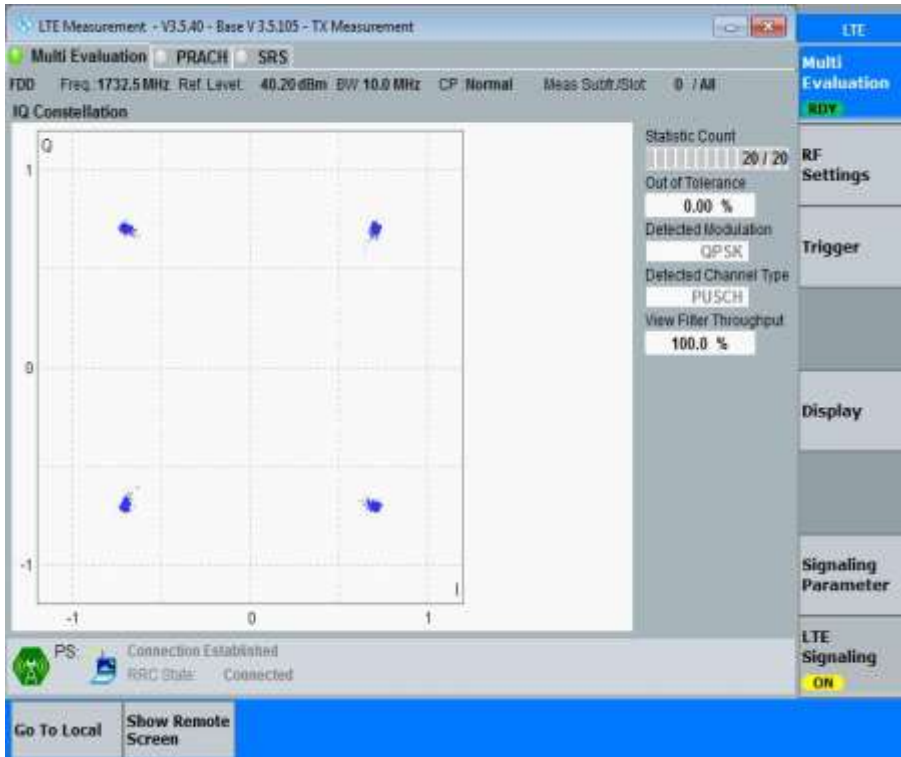 LTE Measurement - V3.5.40 - Base V 3.5.105 - TX Measurement
Multi Evaluation PRACH SRS
FDD Freq: 1732.5 MHz Ref. Level: 40.20 dBm BW: 10.0 MHz CP: Normal Meas Subfr./Slot: 0 / All
IQ Constellation
Q
1
0
-1
I
-1 0 1
Statistic Count
20 / 20
Out of Tolerance
0.00 %
Detected Modulation
QPSK
Detected Channel Type
PUSCH
View Filter Throughput
100.0 %
PS: Connection Established
RRC State: Connected
LTE
Multi
Evaluation
RDY
RF
Settings
Trigger
Display
Signaling
Parameter
LTE
Signaling
ON
Go To Local
Show Remote
Screen